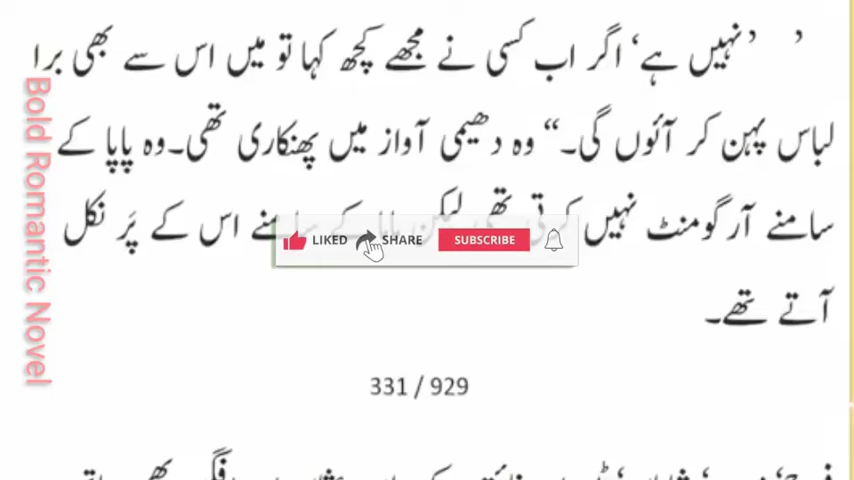 ’ ’نہیں ہے‘ اگر اب کسی نے مجھے کچھ کہا تو میں اس سے بھی برا
لباس پہن کر آئوں گی۔“ وہ دھیمی آواز میں پھنکاری تھی۔وہ پاپا کے
سامنے آرگومنٹ نہیں کرتی تھی لیکن ماما کے سامنے اس کے پَر نکل
آتے تھے۔
331 / 929
LIKED SHARE SUBSCRIBE
Bold Romantic Novel